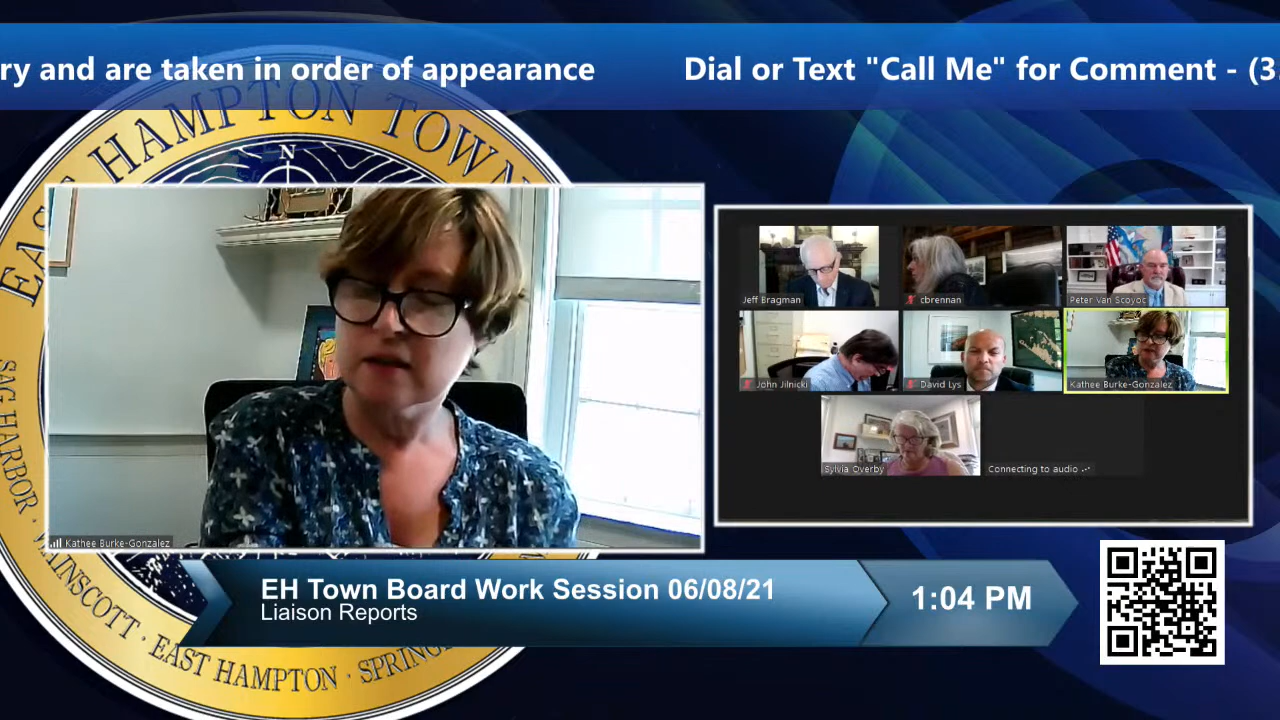 ry and are taken in order of appearance Dial or Text "Call Me" for Comment - (3
EAST HAMPTON TOWN
N
Jeff Bragman
cbrennan
Peter Van Scoyoc
John Jilnicki
David Lys
Kathee Burke-Gonzalez
Sylvia Overby
Connecting to audio
Kathee Burke-Gonzalez
SAG HARBOR · WAINSCOTT · EAST HAMPTON · SPRING
EH Town Board Work Session 06/08/21
Liaison Reports
1:04 PM